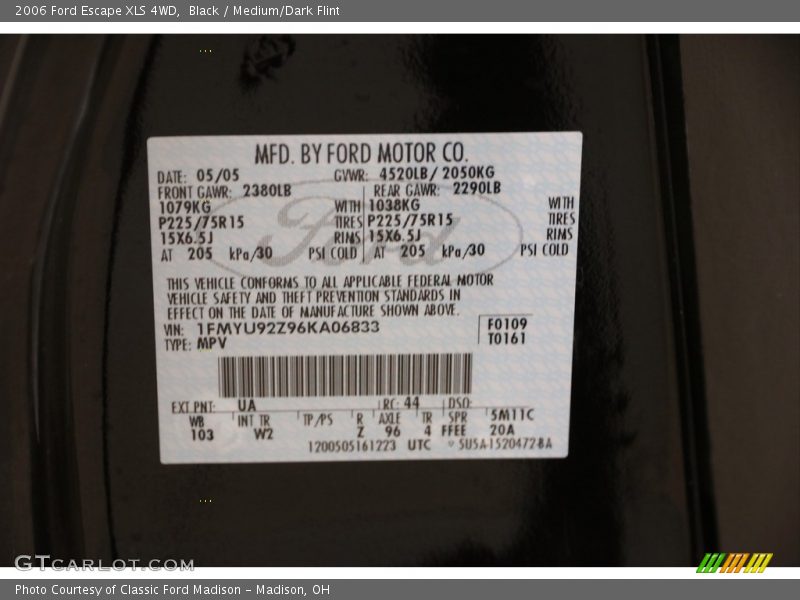 2006 Ford Escape XLS 4WD, Black / Medium/Dark Flint
MFD. BY FORD MOTOR CO.
DATE: 05/05 GVWR: 4520LB/ 2050KG
FRONT GAWR: 2380LB REAR GAWR: 2290LB
1079KG WITH 1038KG WITH
P225/75R15 TIRES P225/75R15 TIRES
15X6.5J RIMS 15X6.5J RIMS
AT 205 kPa/30 PSI COLD AT 205 kPa/30 PSI COLD
Ford
THIS VEHICLE CONFORMS TO ALL APPLICABLE FEDERAL MOTOR
VEHICLE SAFETY AND THEFT PREVENTION STANDARDS IN
EFFECT ON THE DATE OF MANUFACTURE SHOWN ABOVE.
VIN: 1FMYU92Z96KA06833 F0109
TYPE: MPV T0161
EXT PNT: UA RC: 44 DSO:
WB INT TR TP/PS R AXLE TR SPR 5M11C
103 W2 Z 96 4 FFEE 20A
1200505161223 UTC 5U5A-1520472-BA
GTCARLOT.COM
Photo Courtesy of Classic Ford Madison - Madison, OH